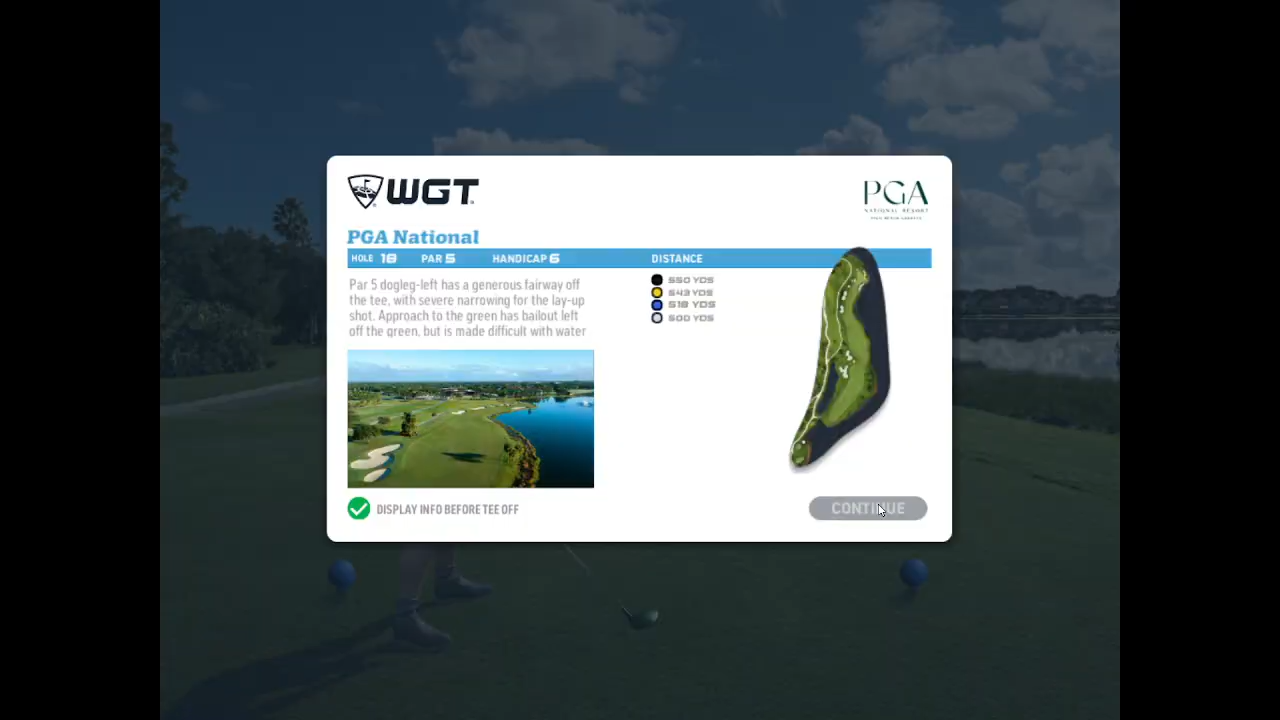 WGT
PGA
NATIONAL RESORT
PGA National
HOLE 18 PAR 5 HANDICAP 6 DISTANCE
Par 5 dogleg-left has a generous fairway off
the tee, with severe narrowing for the lay-up
shot. Approach to the green has bailout left
off the green, but is made difficult with water
550 YDS
543 YDS
518 YDS
500 YDS
DISPLAY INFO BEFORE TEE OFF
CONTINUE